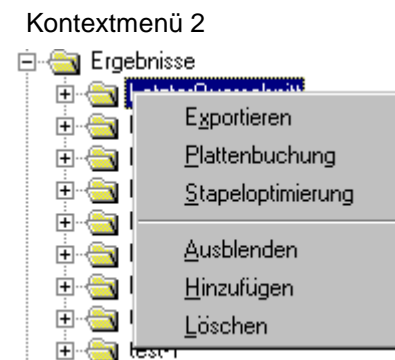 Kontextmenü 2
Ergebnisse
Exportieren
Plattenbuchung
Stapeloptimierung
Ausblenden
Hinzufügen
Löschen